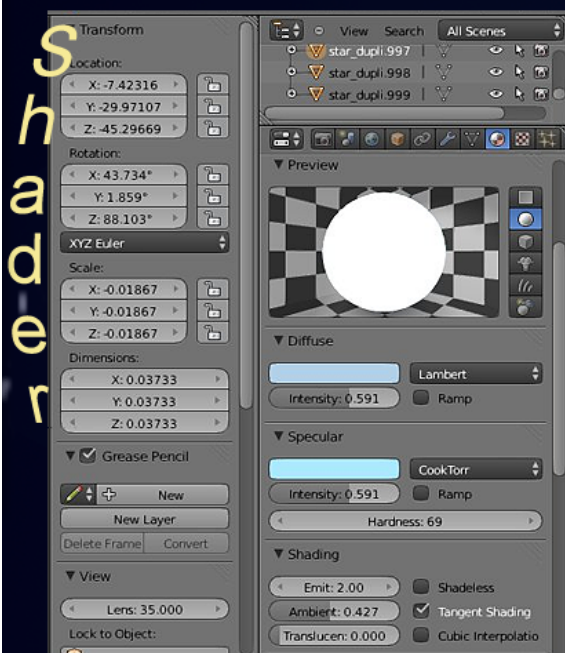 Shader
Transform
Location:
X: -7.42316
Y: -29.97107
Z: -45.29669
Rotation:
X: 43.734°
Y: 1.859°
Z: 88.103°
XYZ Euler
Scale:
X: -0.01867
Y: -0.01867
Z: -0.01867
Dimensions:
X: 0.03733
Y: 0.03733
Z: 0.03733
Grease Pencil
New
New Layer
Delete Frame Convert
View
Lens: 35.000
Lock to Object:
View Search All Scenes
star_dupli.997
star_dupli.998
star_dupli.999
Preview
Diffuse
Lambert
Intensity: 0.591 Ramp
Specular
CookTorr
Intensity: 0.591 Ramp
Hardness: 69
Shading
Emit: 2.00 Shadeless
Ambient: 0.427 Tangent Shading
Translucen: 0.000 Cubic Interpolatio